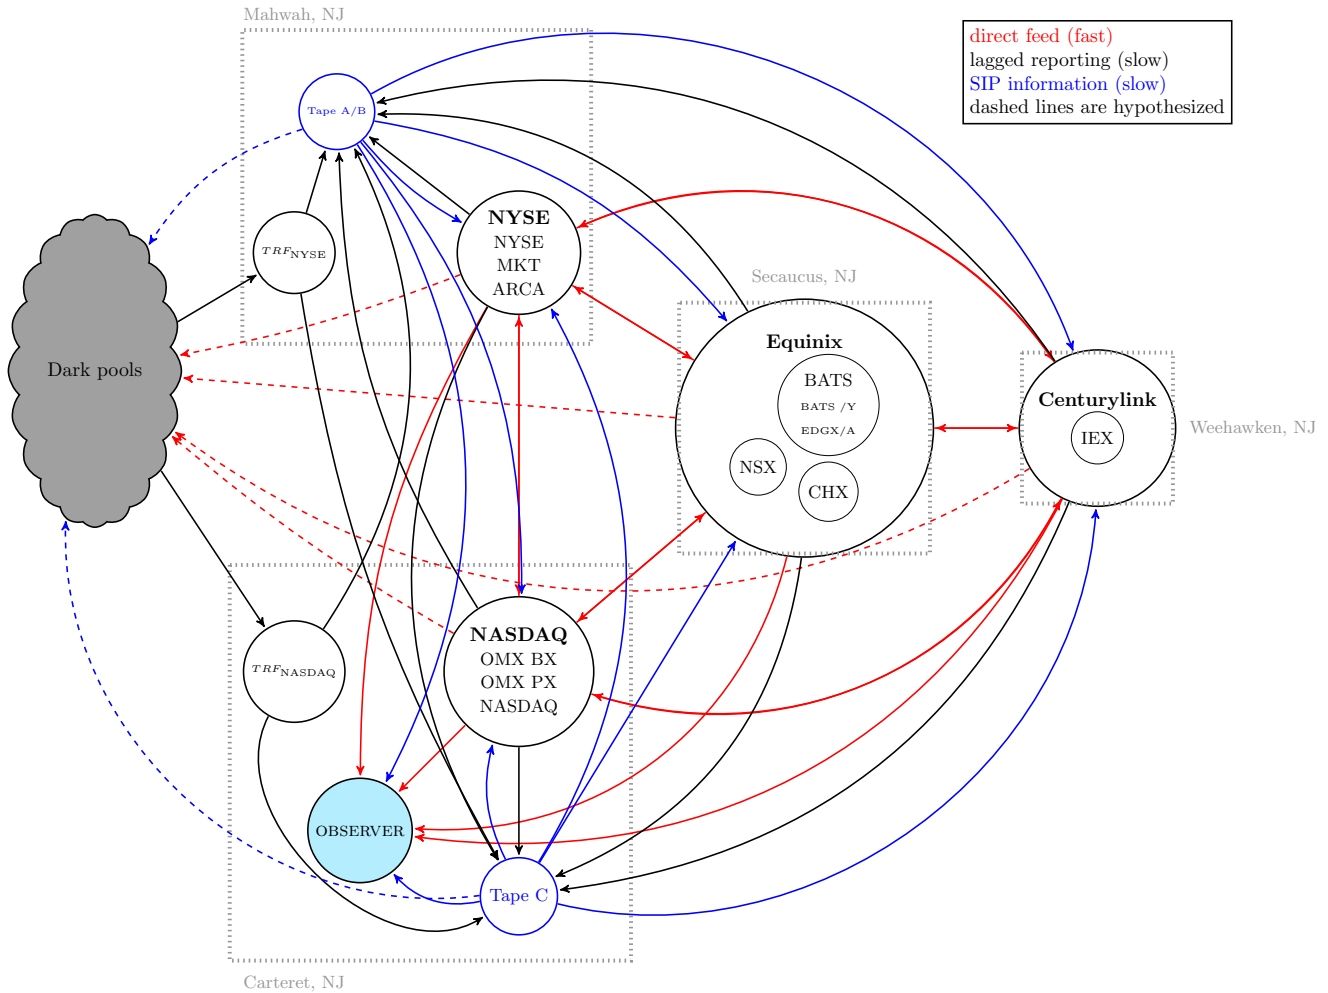 Mahwah, NJ
direct feed (fast)
lagged reporting (slow)
SIP information (slow)
dashed lines are hypothesized
Tape A/B
NYSE
NYSE
MKT
ARCA
TRF NYSE
Secaucus, NJ
Equinix
BATS
BATS /Y
EDGX/A
NSX
CHX
Dark pools
Centurylink
IEX
Weehawken, NJ
NASDAQ
OMX BX
OMX PX
NASDAQ
TRF NASDAQ
OBSERVER
Tape C
Carteret, NJ